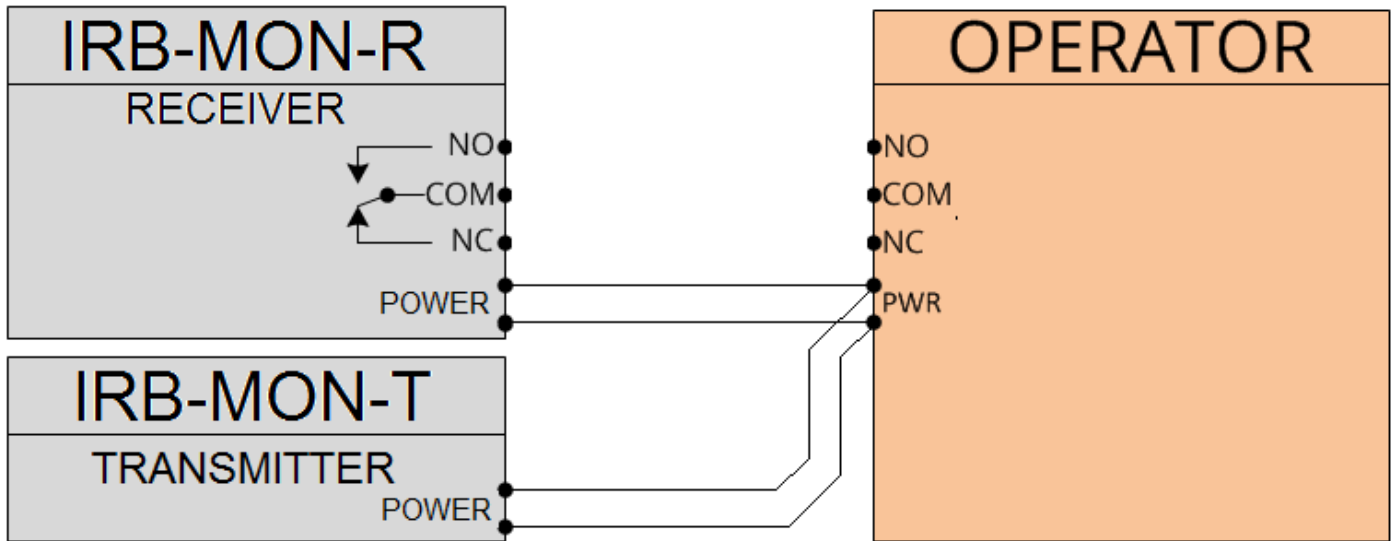 IRB-MON-R
RECEIVER
NO
COM
NC
POWER
IRB-MON-T
TRANSMITTER
POWER
OPERATOR
NO
COM
NC
PWR